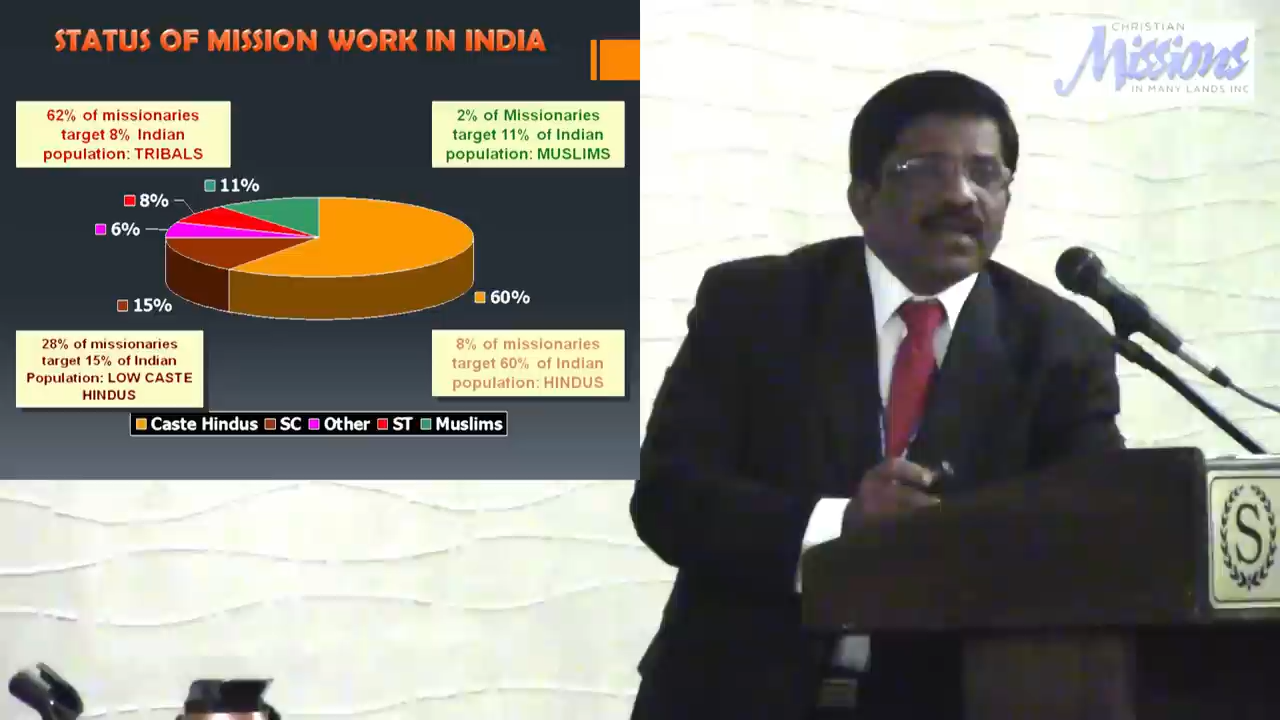 STATUS OF MISSION WORK IN INDIA
62% of missionaries
target 8% Indian
population: TRIBALS
2% of Missionaries
target 11% of Indian
population: MUSLIMS
11%
8%
6%
15%
60%
28% of missionaries
target 15% of Indian
Population: LOW CASTE
HINDUS
8% of missionaries
target 60% of Indian
population: HINDUS
Caste Hindus SC Other ST Muslims
CHRISTIAN
Missions
IN MANY LANDS INC
S